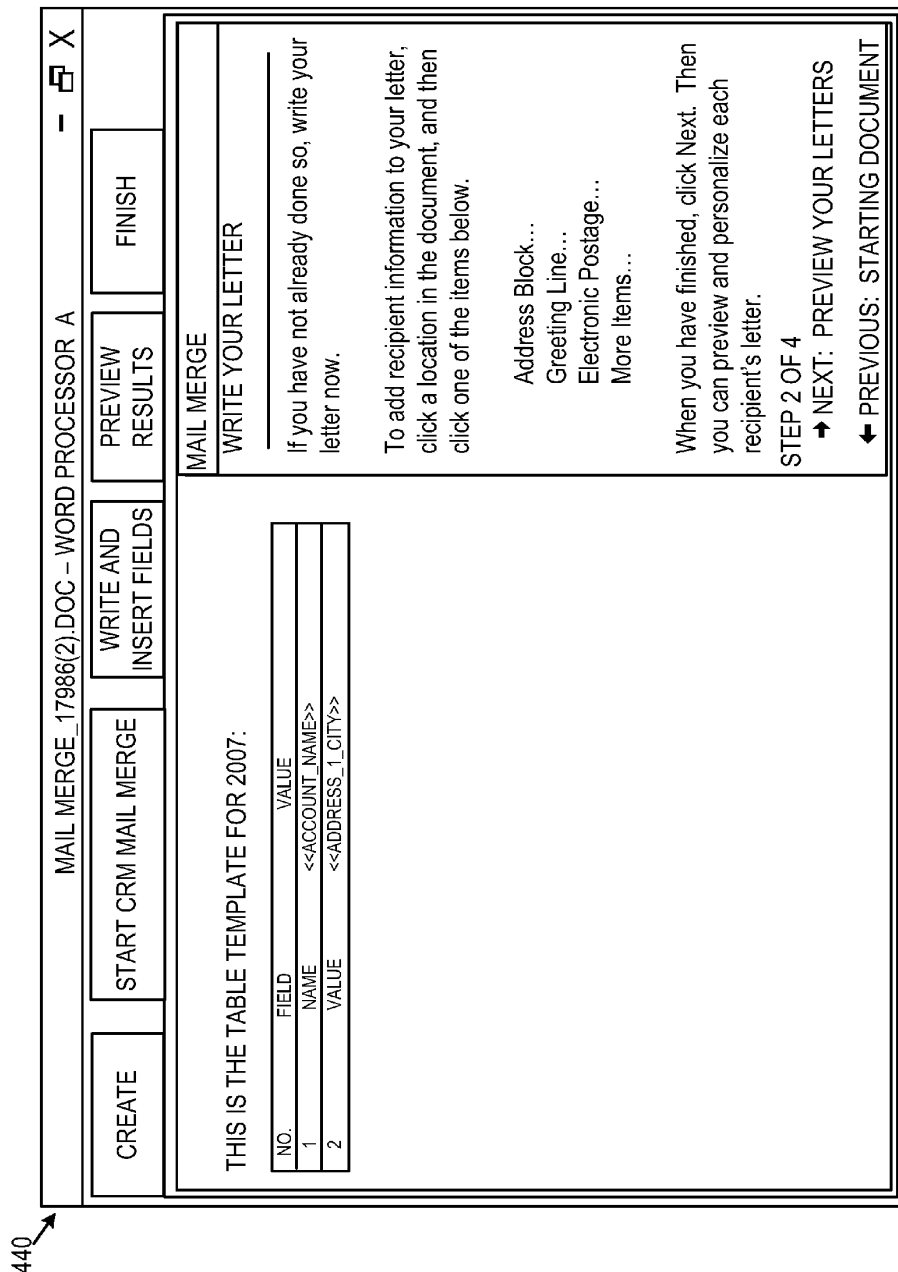 440
MAIL MERGE_17986(2).DOC – WORD PROCESSOR A
– X
CREATE
START CRM MAIL MERGE
WRITE AND
INSERT FIELDS
PREVIEW
RESULTS
FINISH
THIS IS THE TABLE TEMPLATE FOR 2007:
NO. FIELD VALUE
1 NAME <<ACCOUNT_NAME>>
2 VALUE <<ADDRESS_1_CITY>>
MAIL MERGE
WRITE YOUR LETTER
If you have not already done so, write your
letter now.
To add recipient information to your letter,
click a location in the document, and then
click one of the items below.
Address Block...
Greeting Line...
Electronic Postage...
More Items...
When you have finished, click Next. Then
you can preview and personalize each
recipient's letter.
STEP 2 OF 4
➔ NEXT: PREVIEW YOUR LETTERS
← PREVIOUS: STARTING DOCUMENT